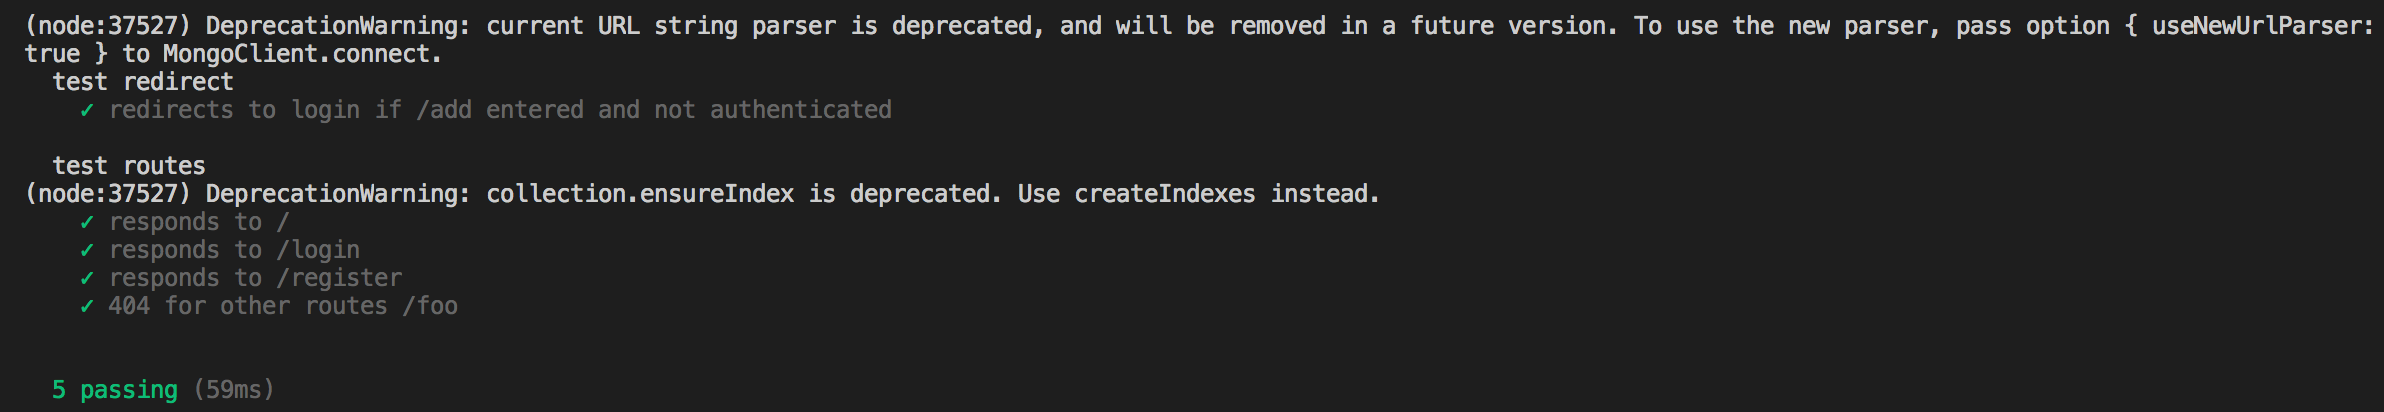 (node:37527) DeprecationWarning: current URL string parser is deprecated, and will be removed in a future version. To use the new parser, pass option { useNewUrlParser:
true } to MongoClient.connect.
test redirect
✓ redirects to login if /add entered and not authenticated
test routes
(node:37527) DeprecationWarning: collection.ensureIndex is deprecated. Use createIndexes instead.
✓ responds to /
✓ responds to /login
✓ responds to /register
✓ 404 for other routes /foo
5 passing (59ms)